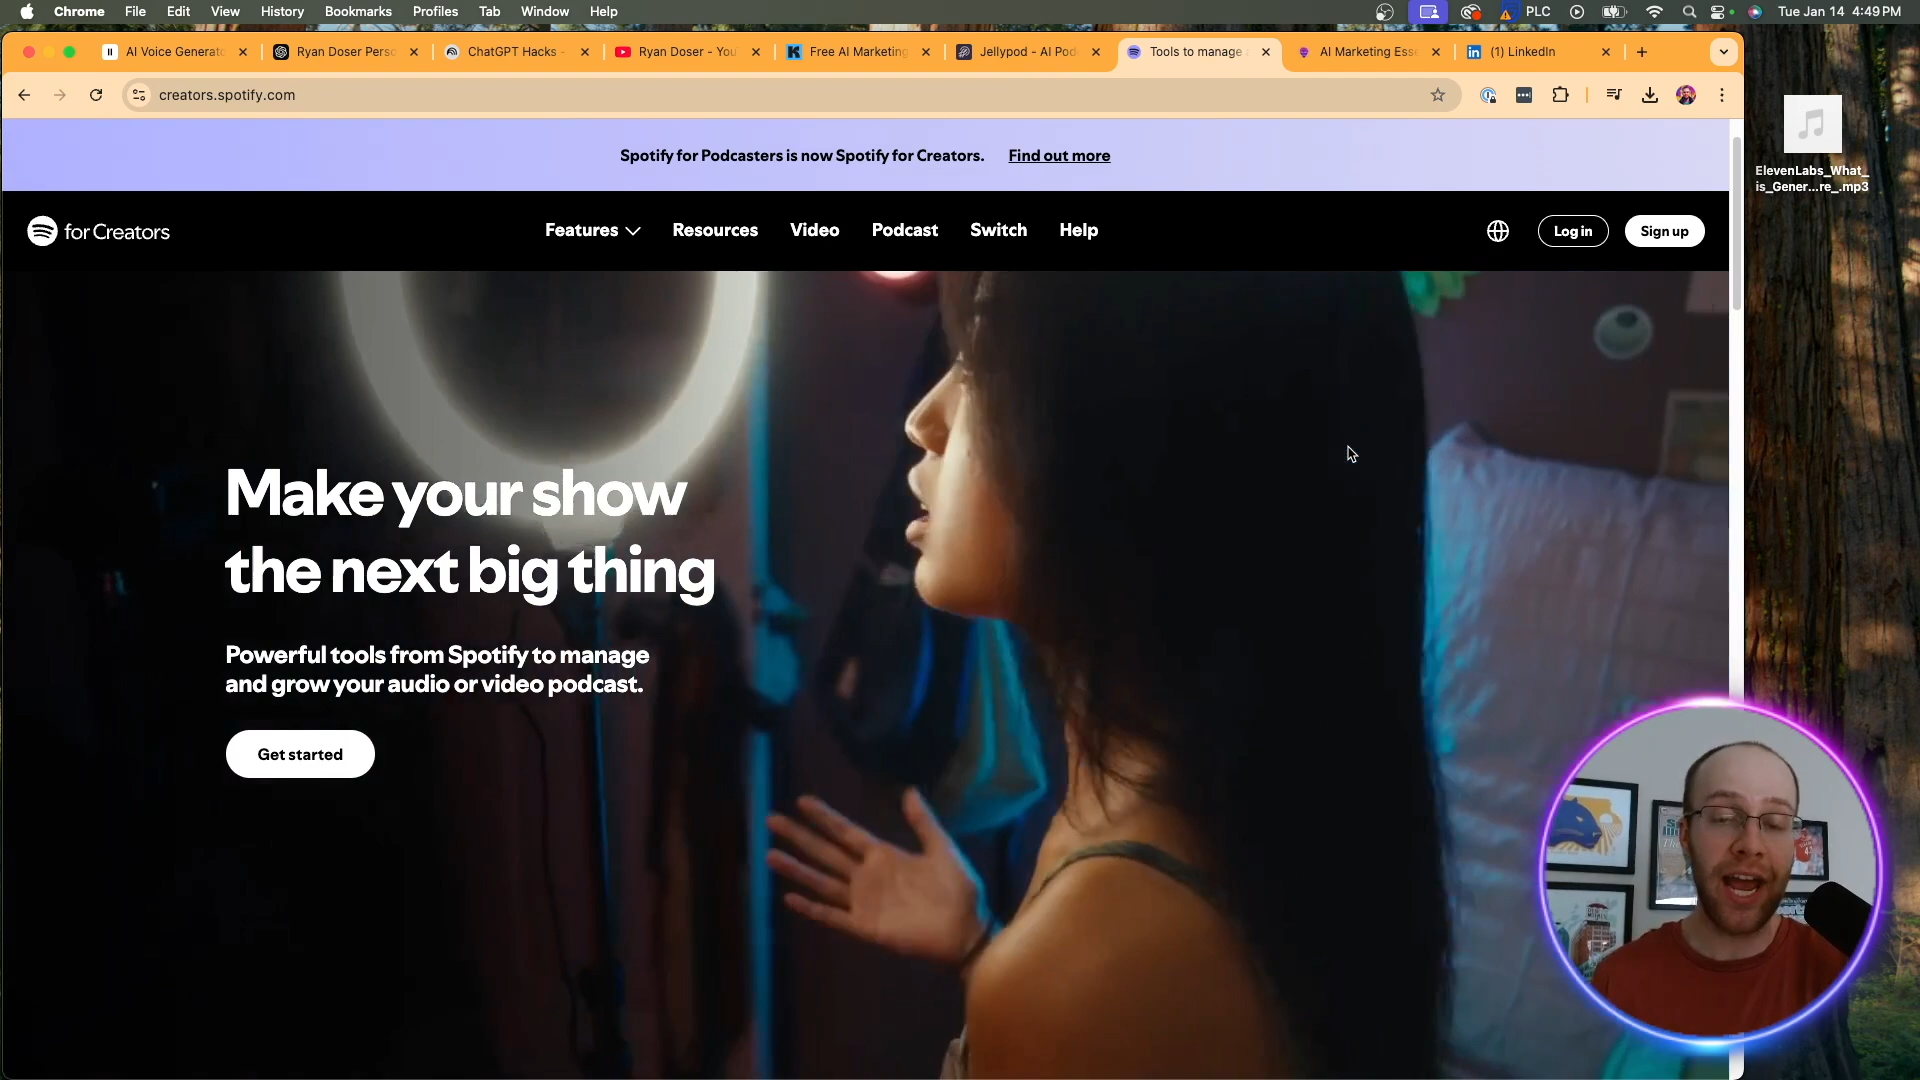 Chrome File Edit View History Bookmarks Profiles Tab Window Help PLC Tue Jan 14 4:49 PM
AI Voice Generato Ryan Doser Perso ChatGPT Hacks - Ryan Doser - You Free AI Marketing Jellypod - AI Pod Tools to manage AI Marketing Esse (1) LinkedIn
creators.spotify.com
Spotify for Podcasters is now Spotify for Creators. Find out more
ElevenLabs_What_
is_Gener...re_.mp3
for Creators Features Resources Video Podcast Switch Help Log in Sign up
Make your show
the next big thing
Powerful tools from Spotify to manage
and grow your audio or video podcast.
Get started